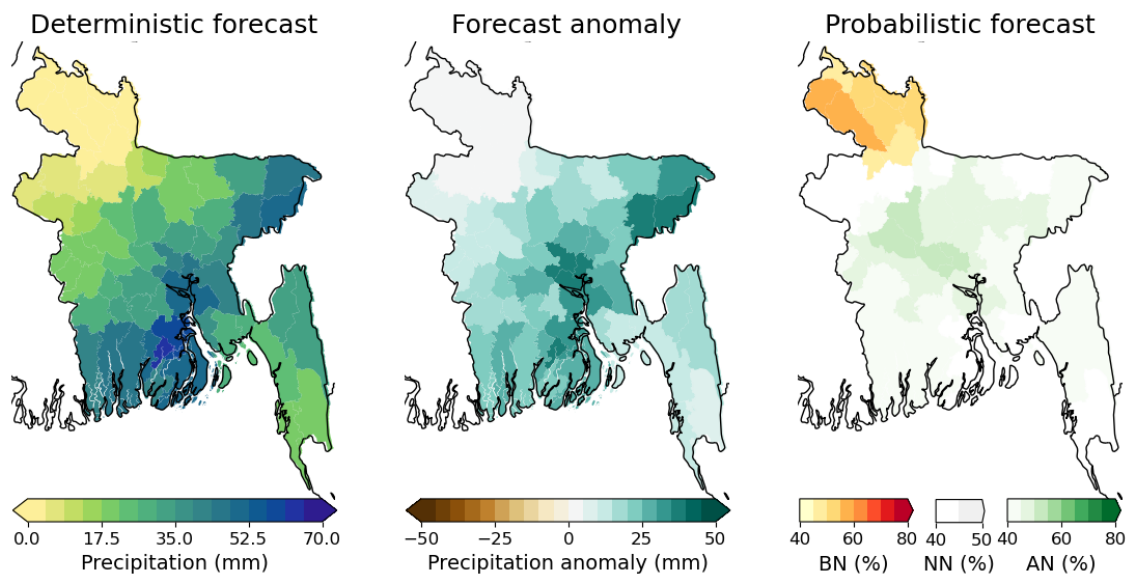 Deterministic forecast
Forecast anomaly
Probabilistic forecast
0.0 17.5 35.0 52.5 70.0
Precipitation (mm)
−50 −25 0 25 50
Precipitation anomaly (mm)
40 60 80
BN (%)
40 50
NN (%)
40 60 80
AN (%)